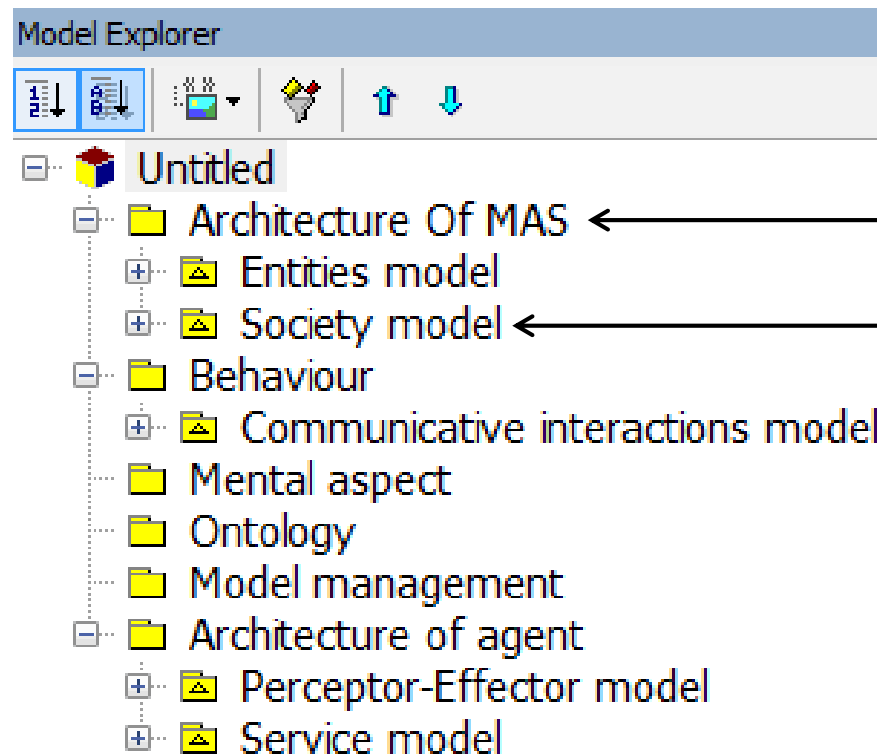 Model Explorer
Untitled
Architecture Of MAS
Entities model
Society model
Behaviour
Communicative interactions model
Mental aspect
Ontology
Model management
Architecture of agent
Perceptor-Effector model
Service model